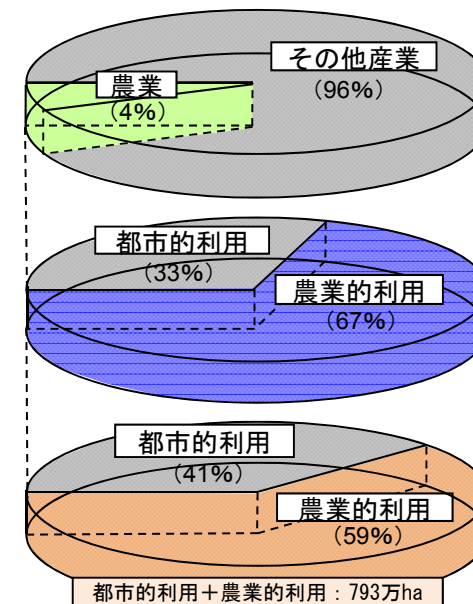 その他産業
（96%）
農業
（4%）
都市的利用
（33%）
農業的利用
（67%）
都市的利用
（41%）
農業的利用
（59%）
都市的利用＋農業的利用：793万ha